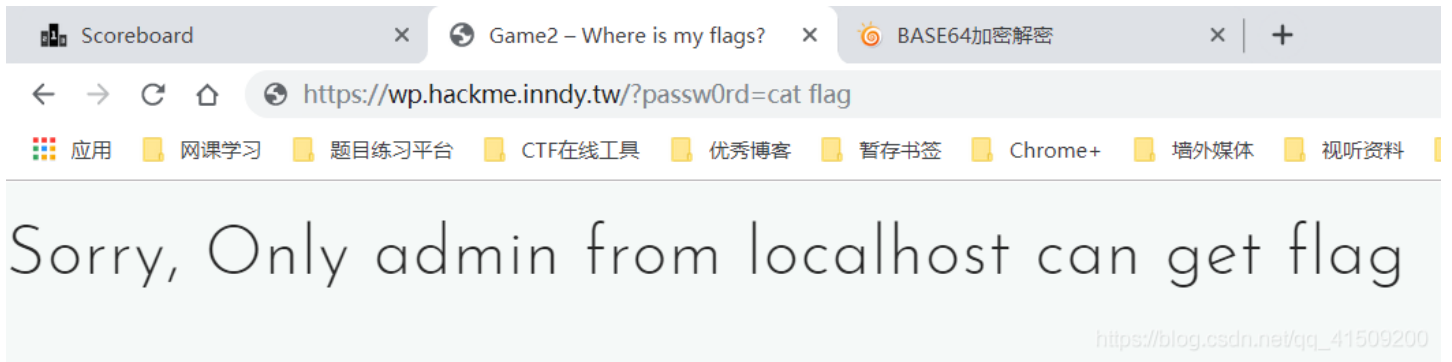 Scoreboard
Game2 – Where is my flags?
BASE64加密解密
https://wp.hackme.inndy.tw/?passw0rd=cat flag
应用 网课学习 题目练习平台 CTF在线工具 优秀博客 暂存书签 Chrome+ 墙外媒体 视听资料
Sorry, Only admin from localhost can get flag
https://blog.csdn.net/qq_41509200